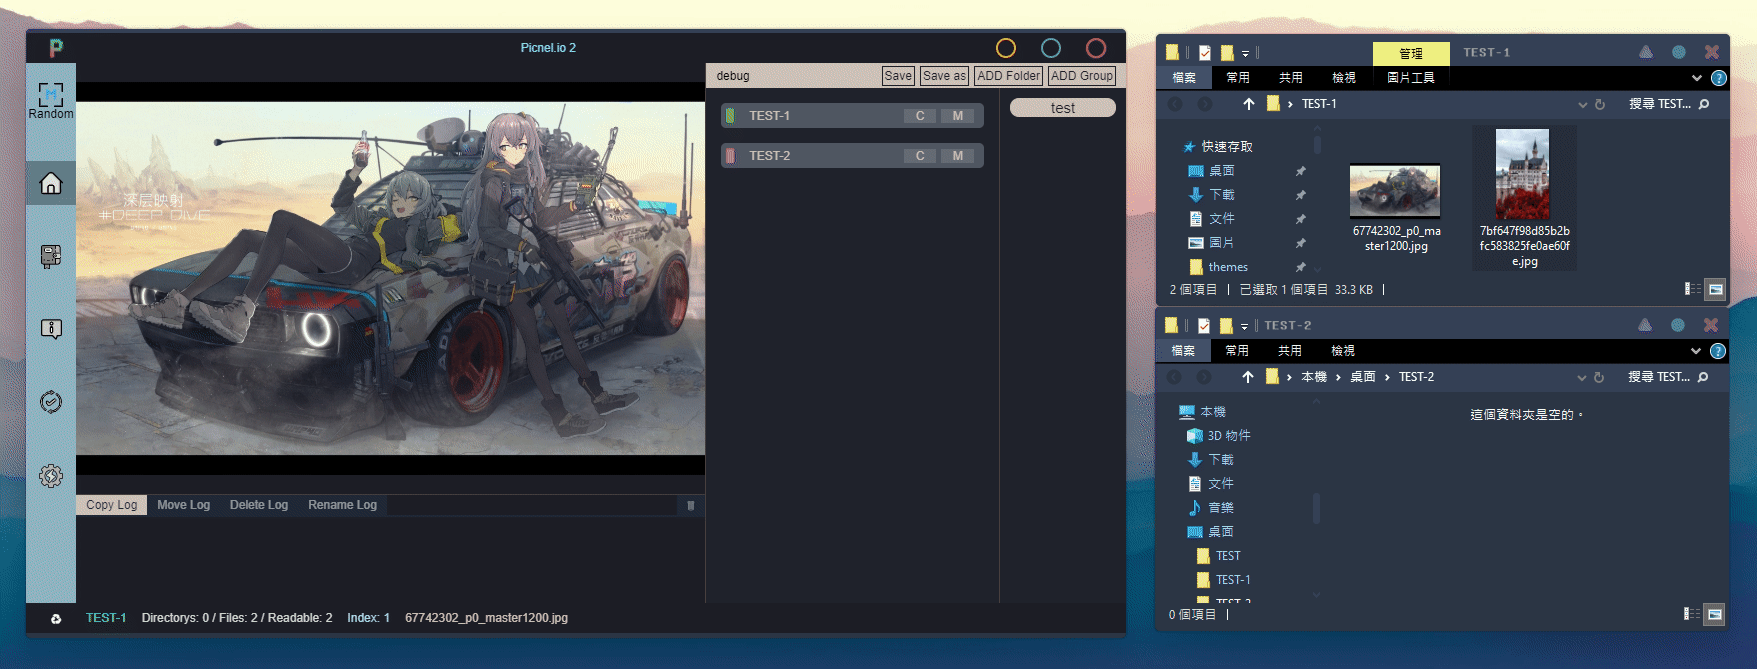 Picnel.io 2
Random
深层映射
#DEEP DIVE
debug
Save
Save as
ADD Folder
ADD Group
TEST-1
C
M
TEST-2
C
M
test
Copy Log
Move Log
Delete Log
Rename Log
TEST-1
Directorys: 0 / Files: 2 / Readable: 2
Index: 1
67742302_p0_master1200.jpg
管理
TEST-1
檔案
常用
共用
檢視
圖片工具
TEST-1
搜尋 TEST...
快速存取
桌面
下載
文件
圖片
themes
67742302_p0_ma
ster1200.jpg
7bf647f98d85b2b
fc583825fe0ae60f
e.jpg
2 個項目
已選取 1 個項目 33.3 KB
TEST-2
檔案
常用
共用
檢視
本機 › 桌面 › TEST-2
搜尋 TEST...
本機
3D 物件
下載
文件
音樂
桌面
TEST
TEST-1
TEST-2
這個資料夾是空的。
0 個項目